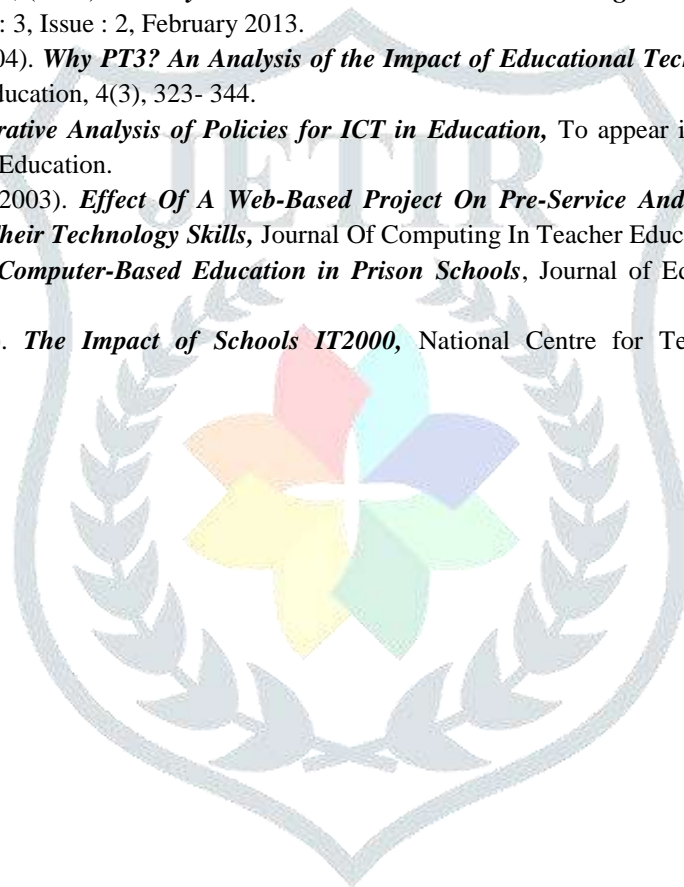 : 3, Issue : 2, February 2013.
04). Why PT3? An Analysis of the Impact of Educational Tec
ducation, 4(3), 323- 344.
rative Analysis of Policies for ICT in Education, To appear i
Education.
2003). Effect Of A Web-Based Project On Pre-Service And
Their Technology Skills, Journal Of Computing In Teacher Educ
Computer-Based Education in Prison Schools, Journal of Ed
. The Impact of Schools IT2000, National Centre for Te
JETIR